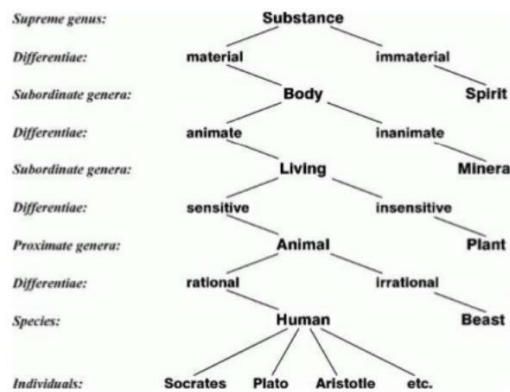 Supreme genus: Substance
Differentiae: material immaterial
Subordinate genera: Body Spirit
Differentiae: animate inanimate
Subordinate genera: Living Minera
Differentiae: sensitive insensitive
Proximate genera: Animal Plant
Differentiae: rational irrational
Species: Human Beast
Individuals: Socrates Plato Aristotle etc.